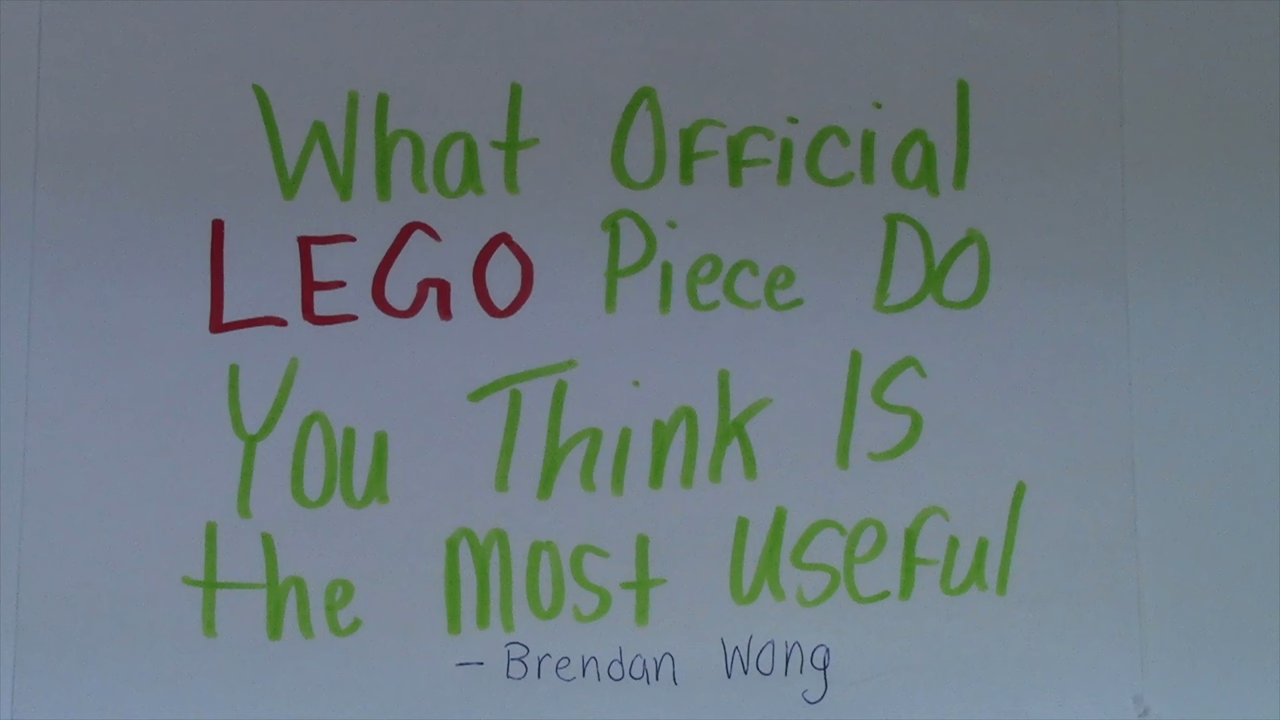 What Official
LEGO Piece Do
You Think Is
the most useful
- Brendan Wong